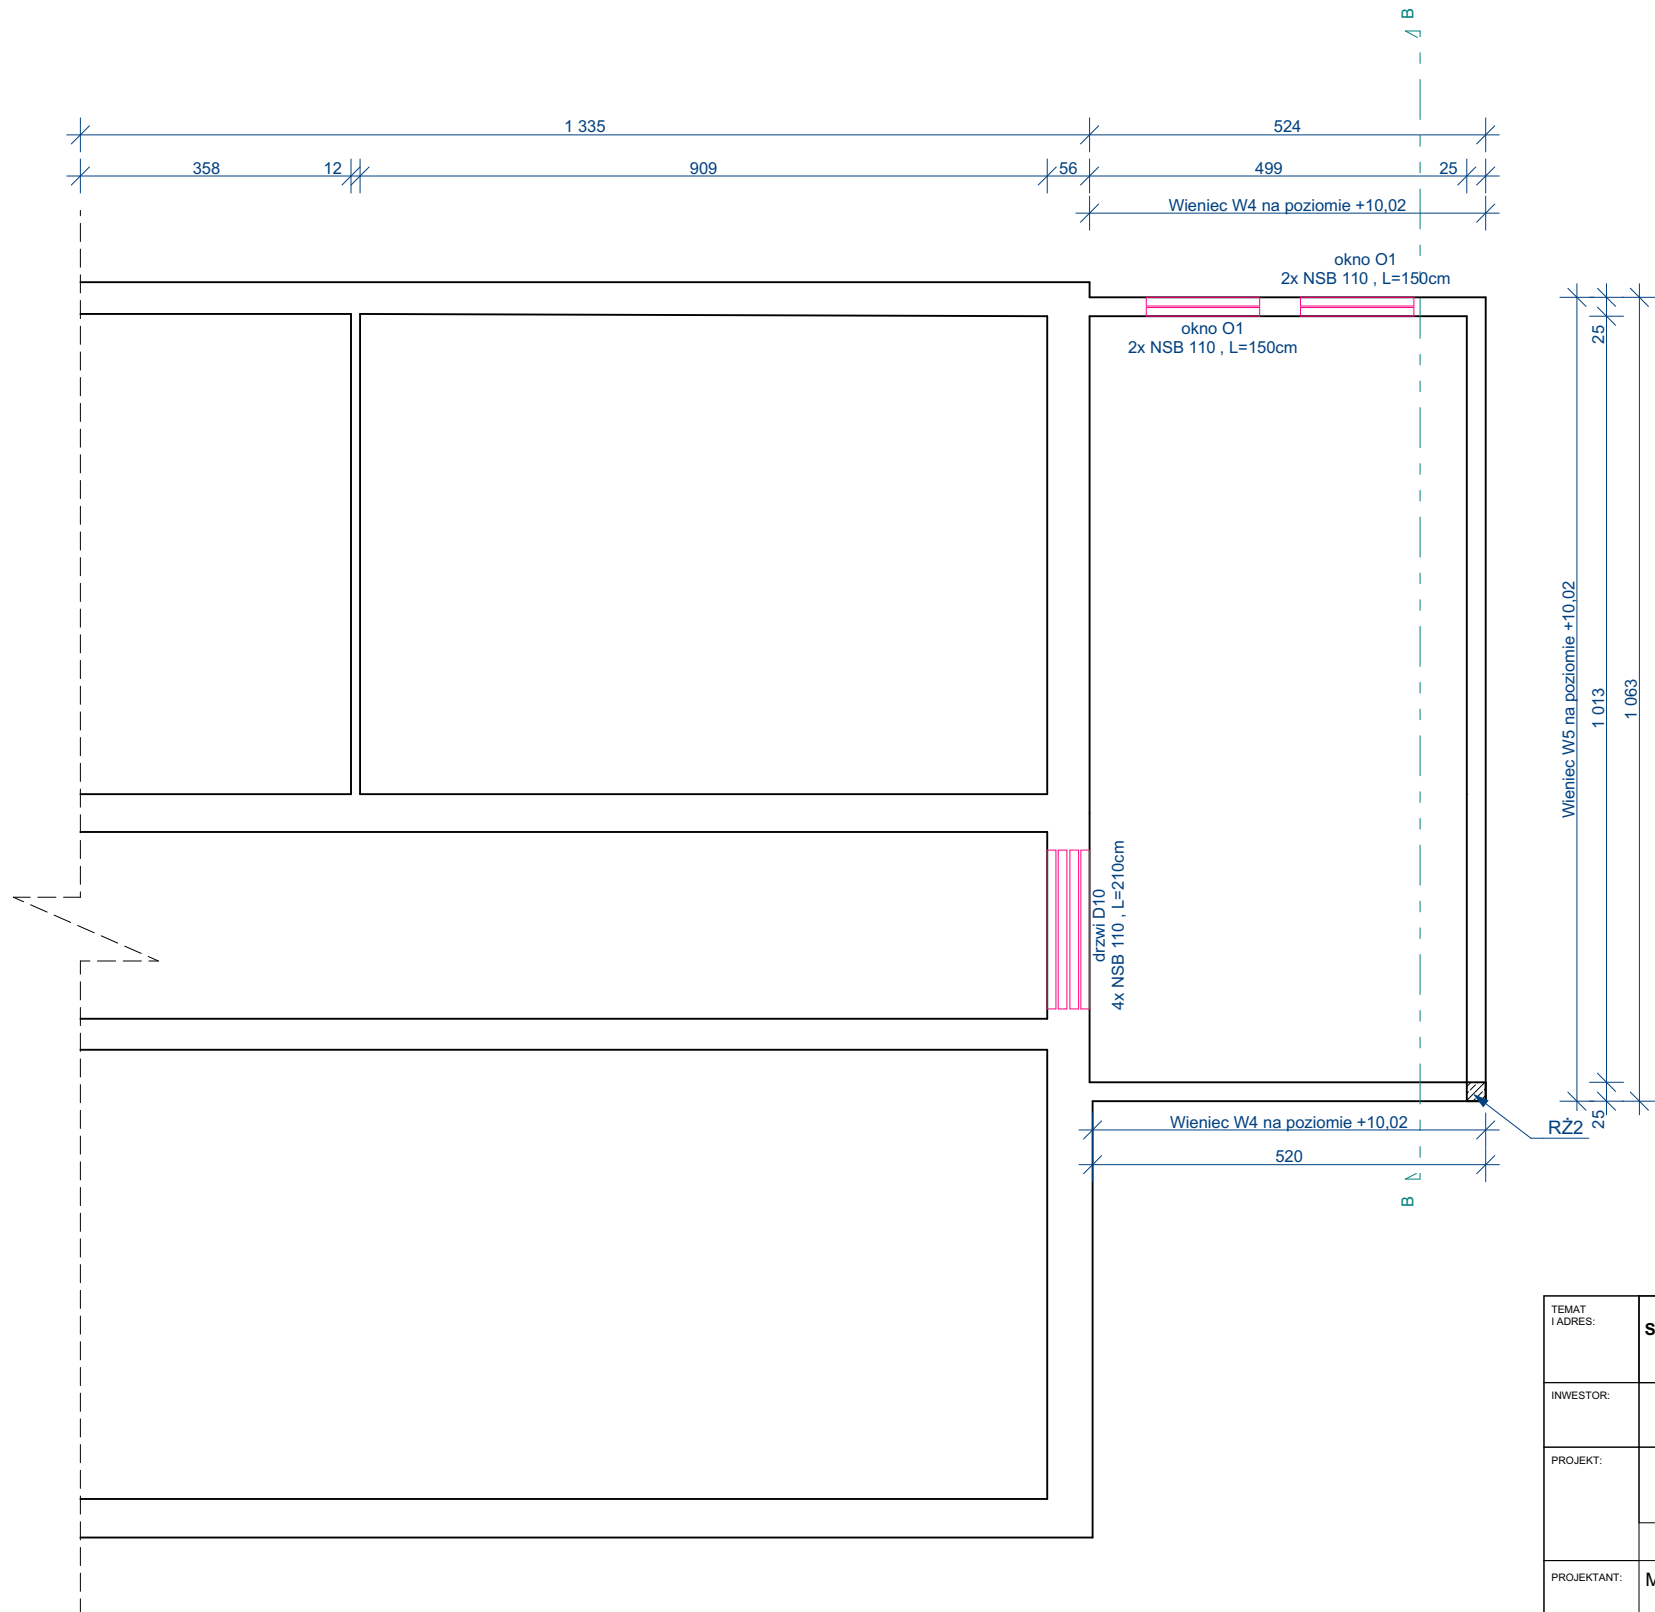 B
1 335
524
358
12
909
56
499
25
Wieniec W4 na poziomie +10,02
okno O1
2x NSB 110 , L=150cm
okno O1
2x NSB 110 , L=150cm
25
Wieniec W5 na poziomie +10,02
1 013
1 063
drzwi D10
4x NSB 110 , L=210cm
Wieniec W4 na poziomie +10,02
25
RŻ2
520
B
TEMAT
I ADRES:
S
INWESTOR:
PROJEKT:
PROJEKTANT:
M